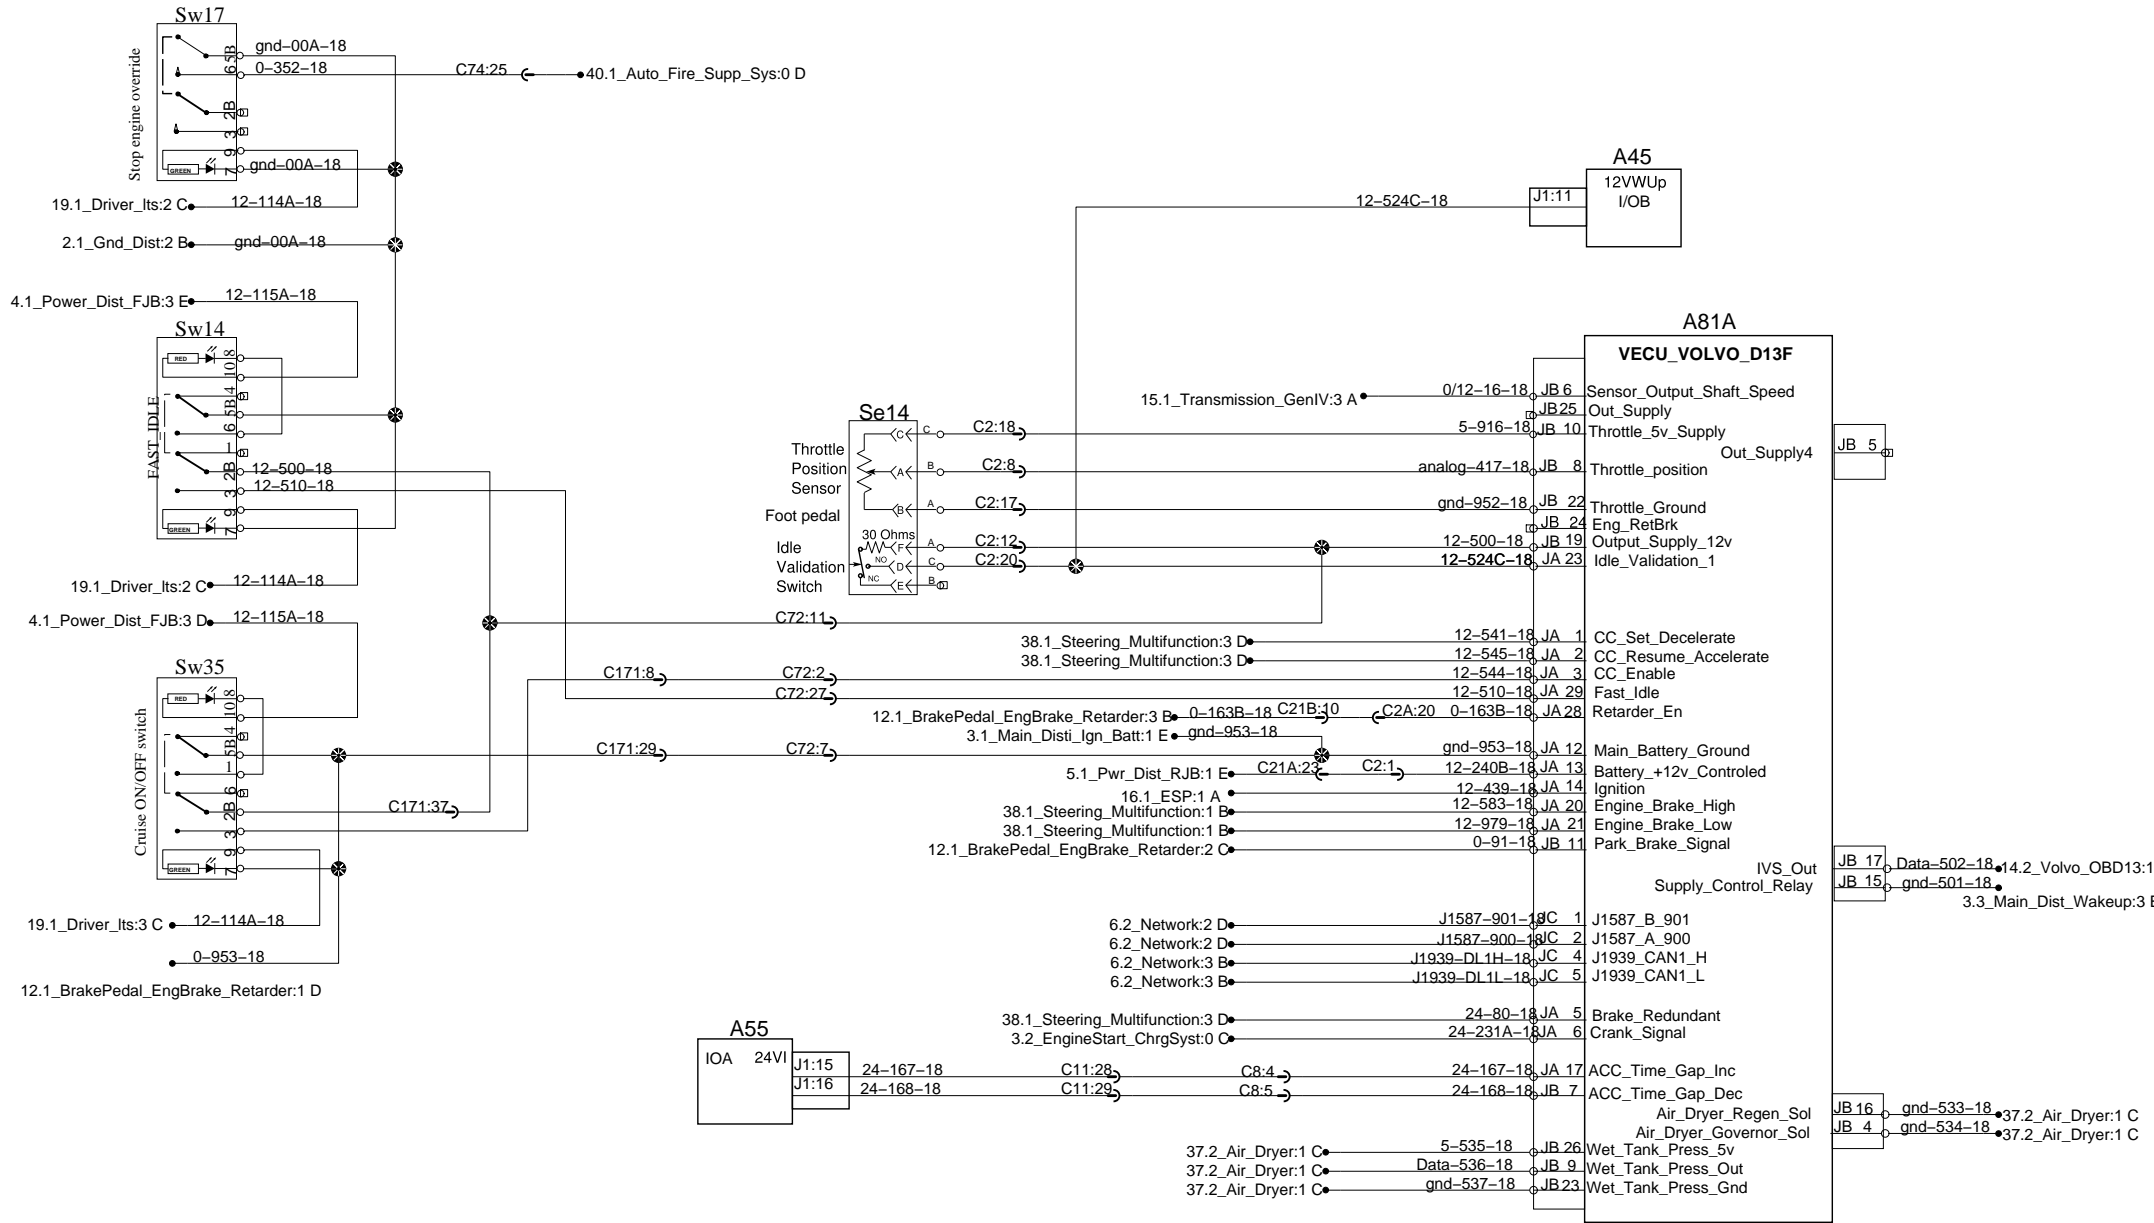 Sw17
Stop engine override
5B
6
2B
3
9
7
GREEN
gnd–00A–18
0–352–18
C74:25
40.1_Auto_Fire_Supp_Sys:0 D
gnd–00A–18
19.1_Driver_lts:2 C
12–114A–18
2.1_Gnd_Dist:2 B
gnd–00A–18
4.1_Power_Dist_FJB:3 E
12–115A–18
Sw14
FAST_IDLE
RED
8
10
4
5B
6
1
2B
3
9
7
GREEN
12–500–18
12–510–18
19.1_Driver_lts:2 C
12–114A–18
4.1_Power_Dist_FJB:3 D
12–115A–18
Sw35
Cruise ON/OFF switch
RED
8
10
4
5B
1
6
2B
3
9
7
GREEN
C171:37
19.1_Driver_lts:3 C
12–114A–18
0–953–18
12.1_BrakePedal_EngBrake_Retarder:1 D
C171:8
C72:2
C72:27
C171:29
C72:7
C72:11
Se14
Throttle
Position
Sensor
Foot pedal
Idle
Validation
Switch
30 Ohms
NO
NC
C C C2:18
A B C2:8
B A C2:17
F A C2:12
D C C2:20
E B
A45
12VWUp
I/OB
J1:11
12–524C–18
A81A
VECU_VOLVO_D13F
15.1_Transmission_GenIV:3 A
0/12–16–18 JB 6 Sensor_Output_Shaft_Speed
JB 25 Out_Supply
5–916–18 JB 10 Throttle_5v_Supply
Out_Supply4 JB 5
analog–417–18 JB 8 Throttle_position
gnd–952–18 JB 22 Throttle_Ground
JB 24 Eng_RetBrk
12–500–18 JB 19 Output_Supply_12v
12–524C–18 JA 23 Idle_Validation_1
38.1_Steering_Multifunction:3 D 12–541–18 JA 1 CC_Set_Decelerate
38.1_Steering_Multifunction:3 D 12–545–18 JA 2 CC_Resume_Accelerate
12–544–18 JA 3 CC_Enable
12–510–18 JA 29 Fast_Idle
12.1_BrakePedal_EngBrake_Retarder:3 B 0–163B–18 C21B:10 C2A:20 0–163B–18 JA 28 Retarder_En
3.1_Main_Disti_Ign_Batt:1 E gnd–953–18
gnd–953–18 JA 12 Main_Battery_Ground
5.1_Pwr_Dist_RJB:1 E C21A:23 C2:1 12–240B–18 JA 13 Battery_+12v_Controled
16.1_ESP:1 A 12–439–18 JA 14 Ignition
38.1_Steering_Multifunction:1 B 12–583–18 JA 20 Engine_Brake_High
38.1_Steering_Multifunction:1 B 12–979–18 JA 21 Engine_Brake_Low
12.1_BrakePedal_EngBrake_Retarder:2 C 0–91–18 JB 11 Park_Brake_Signal
IVS_Out JB 17 Data–502–18 14.2_Volvo_OBD13:1
Supply_Control_Relay JB 15 gnd–501–18
3.3_Main_Dist_Wakeup:3
6.2_Network:2 D J1587–901–18 JC 1 J1587_B_901
6.2_Network:2 D J1587–900–18 JC 2 J1587_A_900
6.2_Network:3 B J1939–DL1H–18 JC 4 J1939_CAN1_H
6.2_Network:3 B J1939–DL1L–18 JC 5 J1939_CAN1_L
38.1_Steering_Multifunction:3 D 24–80–18 JA 5 Brake_Redundant
3.2_EngineStart_ChrgSyst:0 C 24–231A–18 JA 6 Crank_Signal
A55
IOA 24VI
J1:15 24–167–18 C11:28 C8:4 24–167–18 JA 17 ACC_Time_Gap_Inc
J1:16 24–168–18 C11:29 C8:5 24–168–18 JB 7 ACC_Time_Gap_Dec
Air_Dryer_Regen_Sol JB 16 gnd–533–18 37.2_Air_Dryer:1 C
Air_Dryer_Governor_Sol JB 4 gnd–534–18 37.2_Air_Dryer:1 C
37.2_Air_Dryer:1 C 5–535–18 JB 26 Wet_Tank_Press_5v
37.2_Air_Dryer:1 C Data–536–18 JB 9 Wet_Tank_Press_Out
37.2_Air_Dryer:1 C gnd–537–18 JB 23 Wet_Tank_Press_Gnd